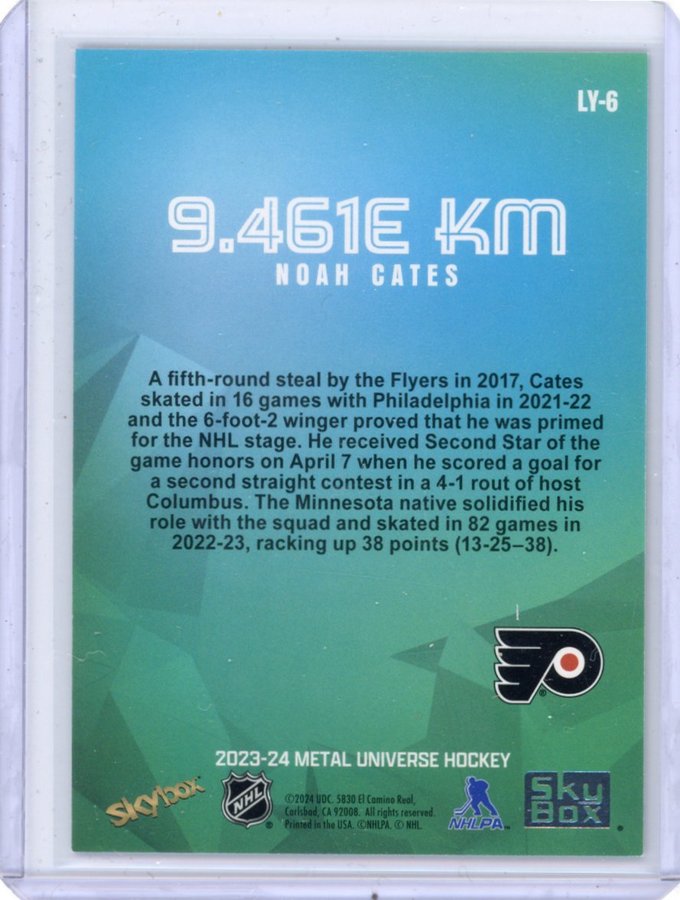 LY-6
9.461E KM
NOAH CATES
A fifth-round steal by the Flyers in 2017, Cates
skated in 16 games with Philadelphia in 2021-22
and the 6-foot-2 winger proved that he was primed
for the NHL stage. He received Second Star of the
game honors on April 7 when he scored a goal for
a second straight contest in a 4-1 rout of host
Columbus. The Minnesota native solidified his
role with the squad and skated in 82 games in
2022-23, racking up 38 points (13-25–38).
2023-24 METAL UNIVERSE HOCKEY
skybox
NHL ®
©2024 UDC. 5830 El Camino Real,
Carlsbad, CA 92008. All rights reserved.
Printed in the USA. ©NHLPA. © NHL.
NHLPA™
Sky
Box ®